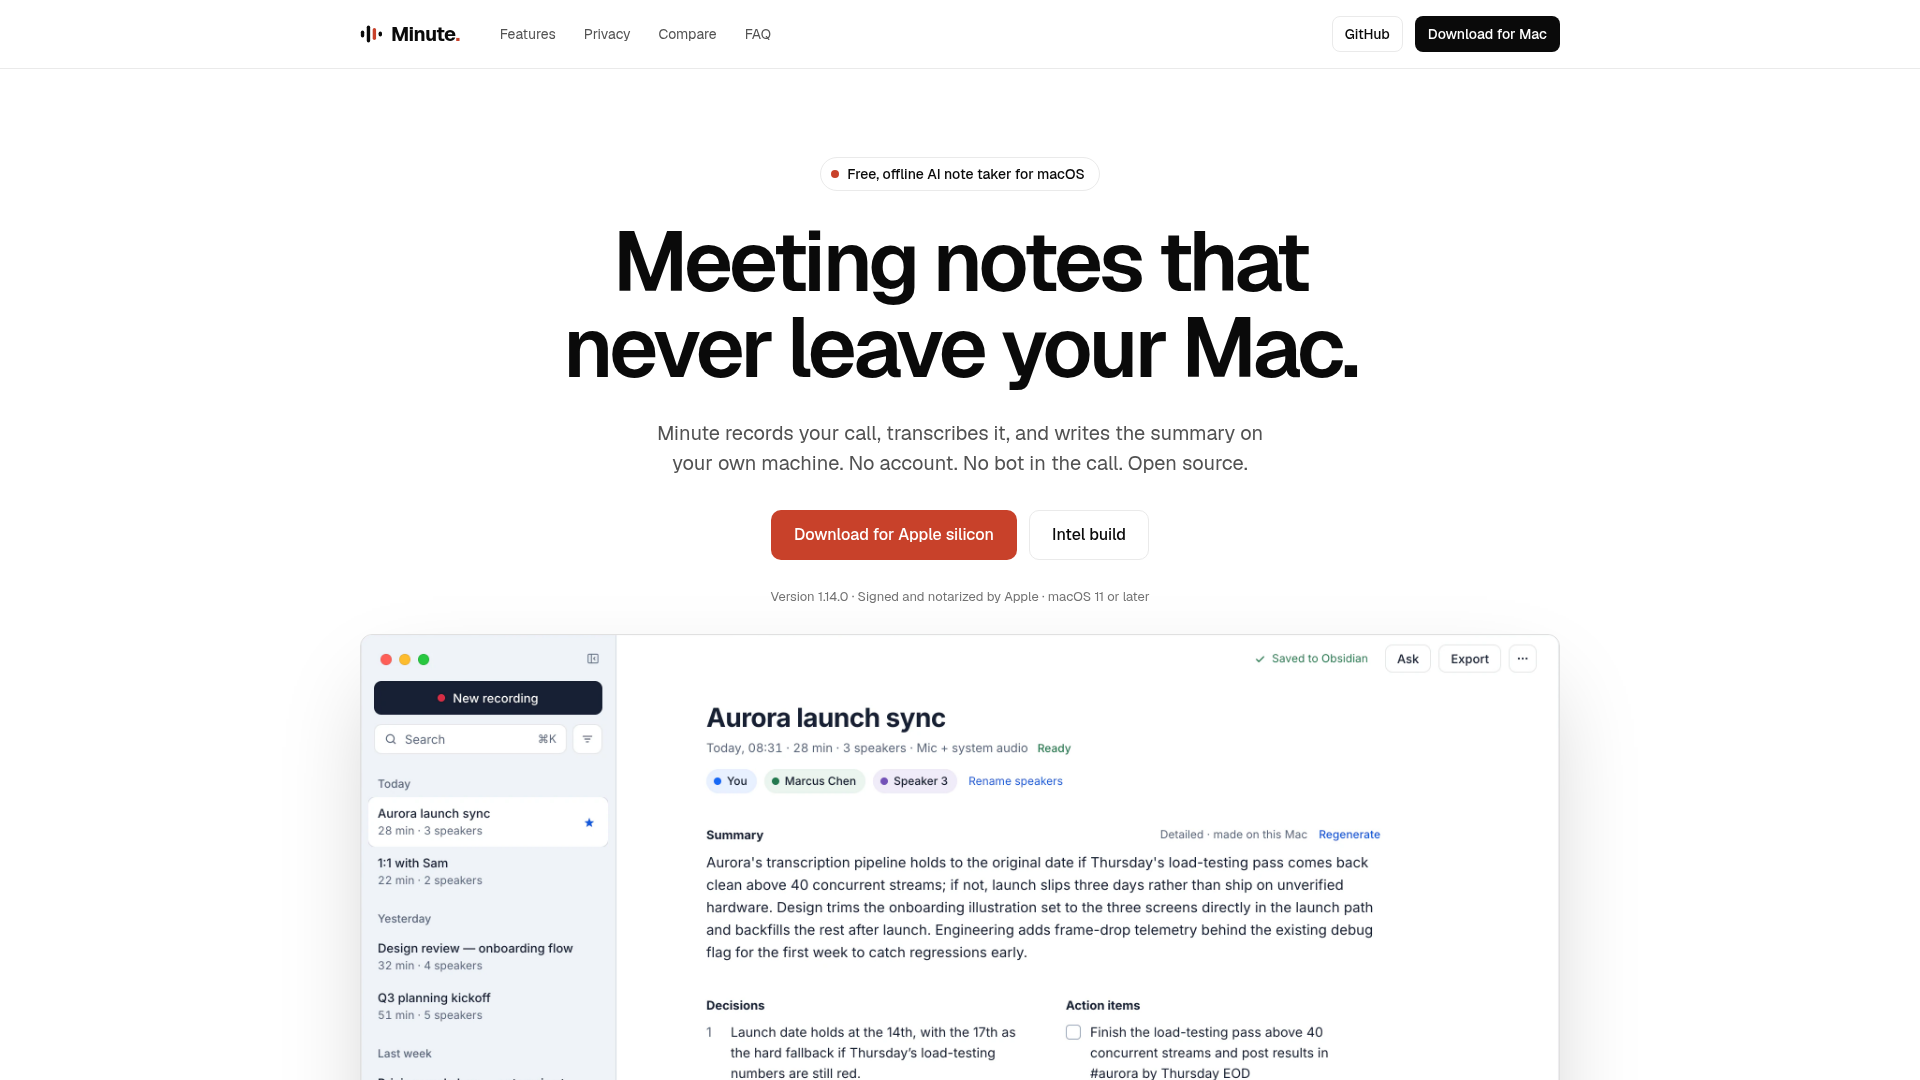 Minute.
Features
Privacy
Compare
FAQ
GitHub
Download for Mac
Free, offline AI note taker for macOS
Meeting notes that
never leave your Mac.
Minute records your call, transcribes it, and writes the summary on
your own machine. No account. No bot in the call. Open source.
Download for Apple silicon
Intel build
Version 1.14.0 · Signed and notarized by Apple · macOS 11 or later
New recording
Search
⌘K
Today
Aurora launch sync
28 min · 3 speakers
1:1 with Sam
22 min · 2 speakers
Yesterday
Design review — onboarding flow
32 min · 4 speakers
Q3 planning kickoff
51 min · 5 speakers
Last week
Saved to Obsidian
Ask
Export
Aurora launch sync
Today, 08:31 · 28 min · 3 speakers · Mic + system audio Ready
You
Marcus Chen
Speaker 3
Rename speakers
Summary
Detailed · made on this Mac
Regenerate
Aurora's transcription pipeline holds to the original date if Thursday's load-testing pass comes back
clean above 40 concurrent streams; if not, launch slips three days rather than ship on unverified
hardware. Design trims the onboarding illustration set to the three screens directly in the launch path
and backfills the rest after launch. Engineering adds frame-drop telemetry behind the existing debug
flag for the first week to catch regressions early.
Decisions
1 Launch date holds at the 14th, with the 17th as
the hard fallback if Thursday’s load-testing
numbers are still red.
Action items
Finish the load-testing pass above 40
concurrent streams and post results in
#aurora by Thursday EOD